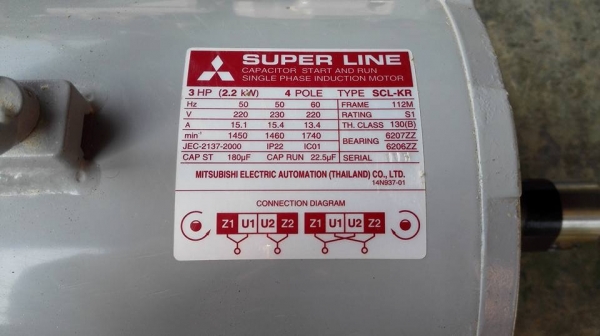 SUPER LINE
CAPACITOR START AND RUN
SINGLE PHASE INDUCTION MOTOR
3 HP (2.2 kW) 4 POLE TYPE SCL-KR
Hz 50 50 60 FRAME 112M
V 220 230 220 RATING S1
A 15.1 15.4 13.4 TH. CLASS 130(B)
min⁻¹ 1450 1460 1740 BEARING 6207ZZ
JEC-2137-2000 IP22 IC01 6206ZZ
CAP ST 180µF CAP RUN 22.5µF SERIAL
MITSUBISHI ELECTRIC AUTOMATION (THAILAND) CO., LTD.
14N937-01
CONNECTION DIAGRAM
Z1 U1 U2 Z2 Z1 U1 U2 Z2